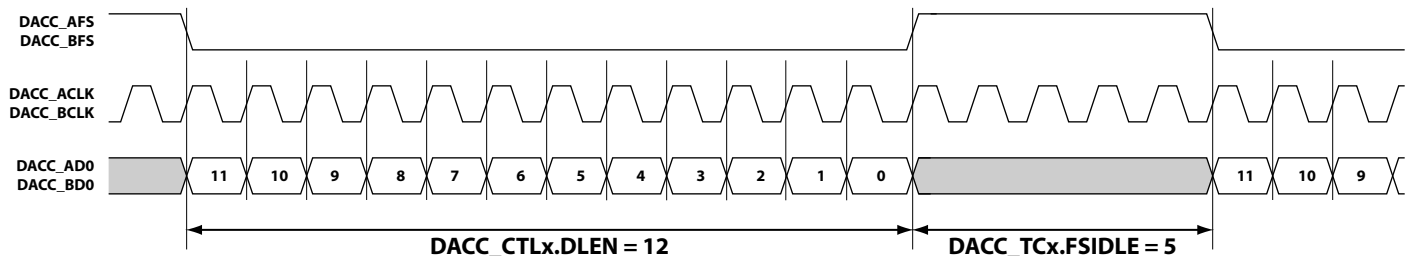 DACC_AFS
DACC_BFS
DACC_ACLK
DACC_BCLK
DACC_AD0
DACC_BD0
11 10 9 8 7 6 5 4 3 2 1 0 11 10 9
DACC_CTLx.DLEN = 12 DACC_TCx.FSIDLE = 5